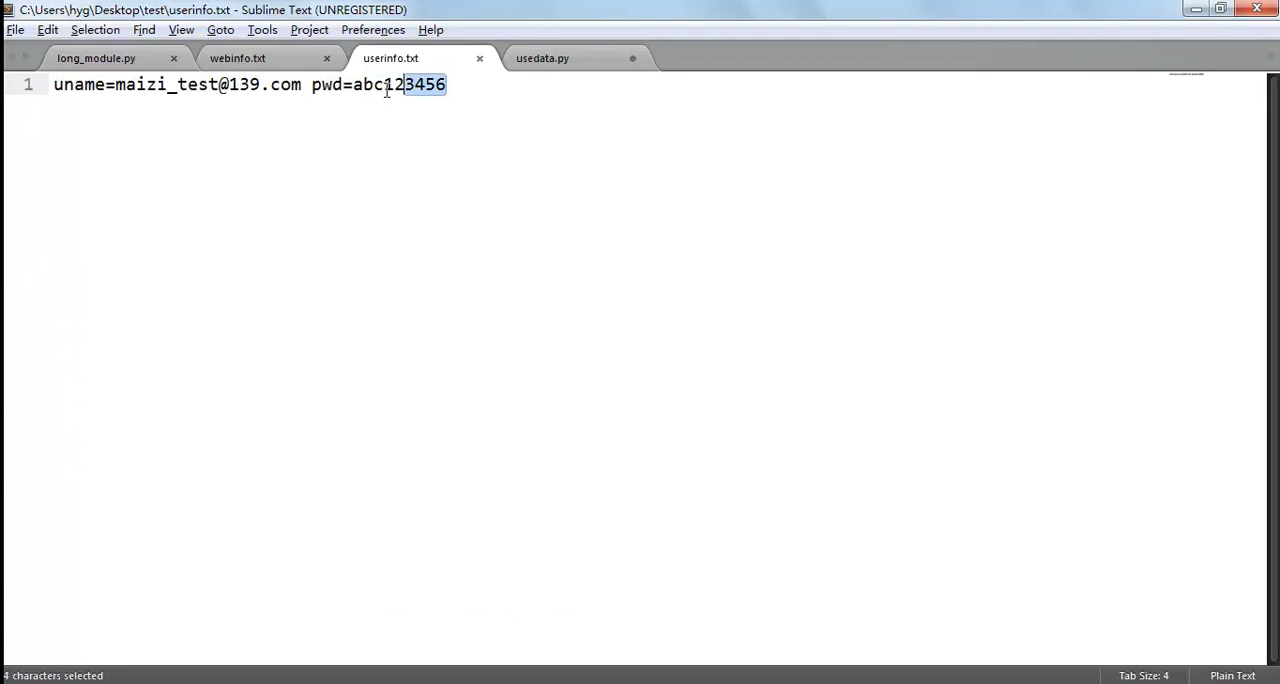 C:\Users\hyg\Desktop\test\userinfo.txt - Sublime Text (UNREGISTERED)
File Edit Selection Find View Goto Tools Project Preferences Help
long_module.py webinfo.txt userinfo.txt usedata.py
1 uname=maizi_test@139.com pwd=abc123456
4 characters selected Tab Size: 4 Plain Text